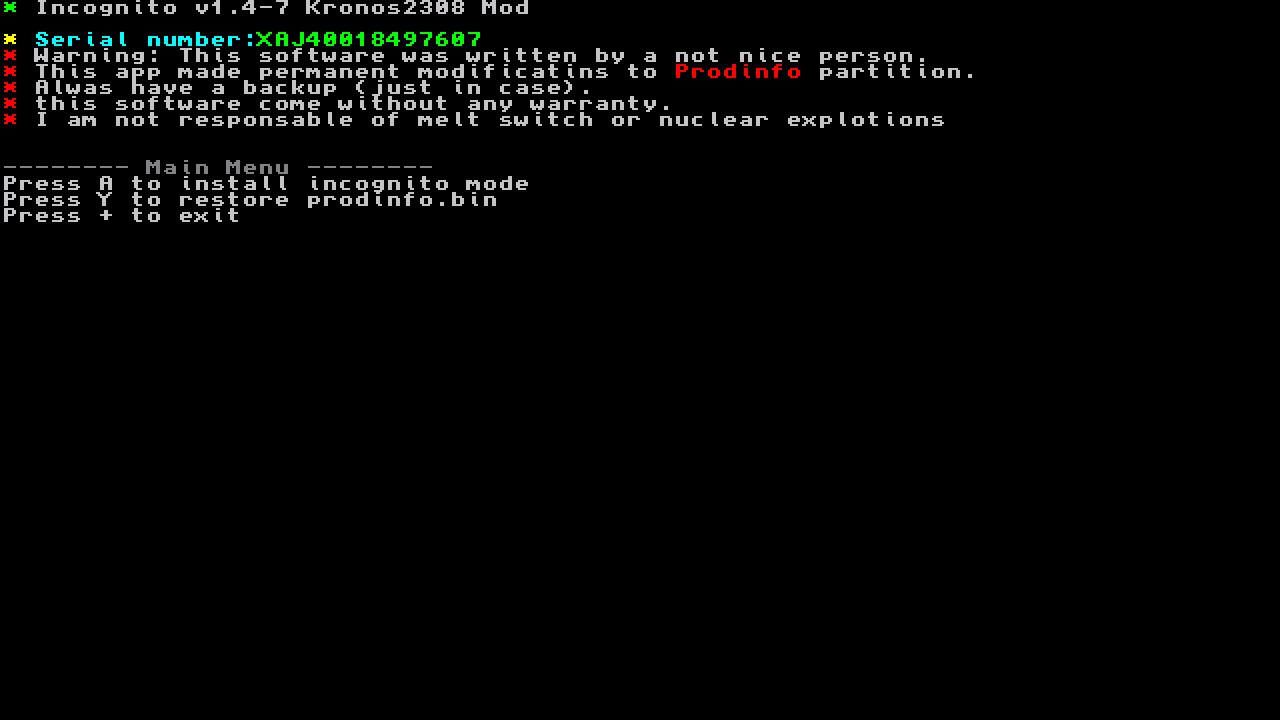 * Incognito v1.4-7 Kronos2308 Mod
* Serial number:XAJ40018497607
* Warning: This software was written by a not nice person.
* This app made permanent modificatins to Prodinfo partition.
* Alwas have a backup (just in case).
* this software come without any warranty.
* I am not responsable of melt switch or nuclear explotions
-------- Main Menu --------
Press A to install incognito mode
Press Y to restore prodinfo.bin
Press + to exit